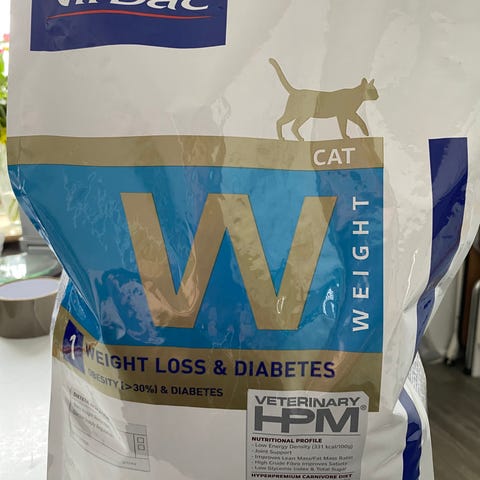 Virbac
CAT
W
WEIGHT
1 WEIGHT LOSS & DIABETES
OBESITY (>30%) & DIABETES
VETERINARY
HPM®
NUTRITIONAL PROFILE
- Low Energy Density (331 kcal/100g)
- Joint Support
- Improves Lean Mass/Fat Mass Ratio
- High Crude Fibre Improves Satiety
- Low Glycemic Index & Total Sugar
HYPERPREMIUM CARNIVORE DIET